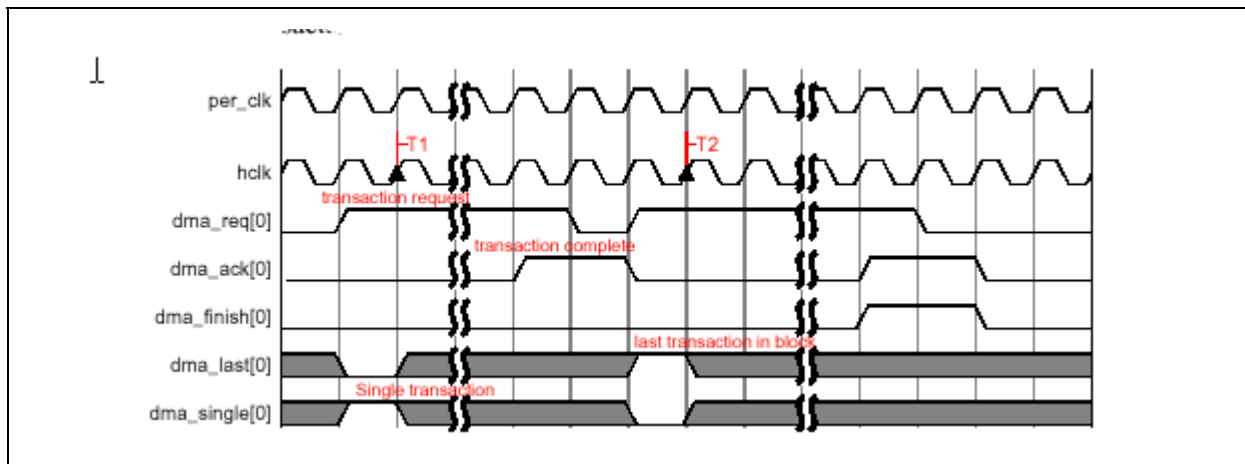 per_clk
T1
T2
hclk
transaction request
dma_req[0]
transaction complete
dma_ack[0]
dma_finish[0]
last transaction in block
dma_last[0]
Single transaction
dma_single[0]